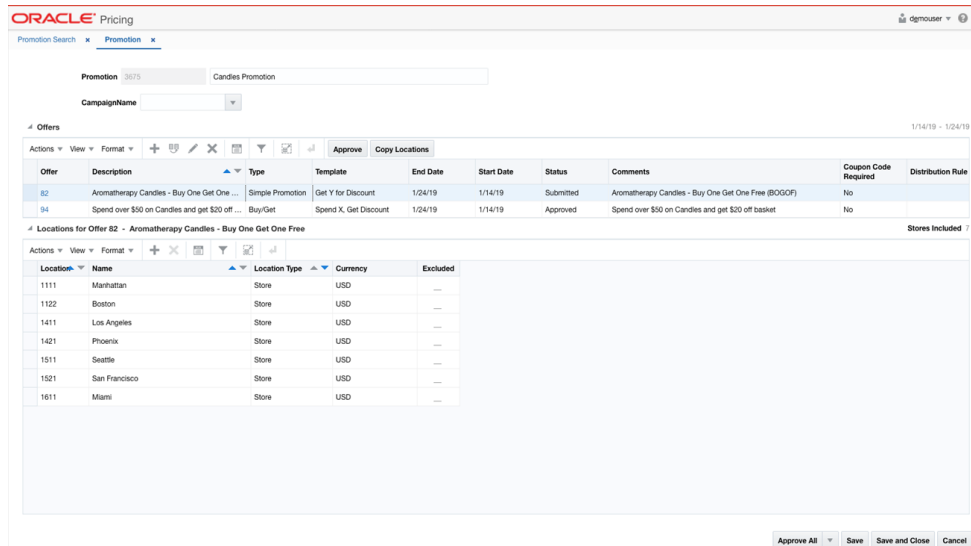 ORACLE® Pricing demouser
Promotion Search × Promotion ×
Promotion 3675 Candles Promotion
CampaignName
Offers 1/14/19 - 1/24/19
Actions View Format Approve Copy Locations
Offer Description Type Template End Date Start Date Status Comments Coupon Code Required Distribution Rule
82 Aromatherapy Candles - Buy One Get One ... Simple Promotion Get Y for Discount 1/24/19 1/14/19 Submitted Aromatherapy Candles - Buy One Get One Free (BOGOF) No
94 Spend over $50 on Candles and get $20 off ... Buy/Get Spend X, Get Discount 1/24/19 1/14/19 Approved Spend over $50 on Candles and get $20 off basket No
Locations for Offer 82 - Aromatherapy Candles - Buy One Get One Free Stores Included 7
Actions View Format
Location Name Location Type Currency Excluded
1111 Manhattan Store USD
1122 Boston Store USD
1411 Los Angeles Store USD
1421 Phoenix Store USD
1511 Seattle Store USD
1521 San Francisco Store USD
1611 Miami Store USD
Approve All Save Save and Close Cancel